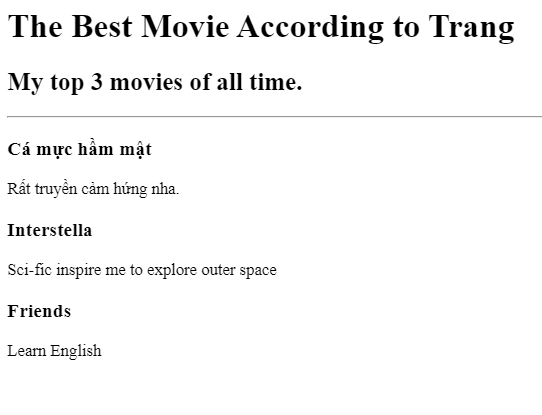 The Best Movie According to Trang
My top 3 movies of all time.
Cá mực hầm mật
Rất truyền cảm hứng nha.
Interstella
Sci-fic inspire me to explore outer space
Friends
Learn English